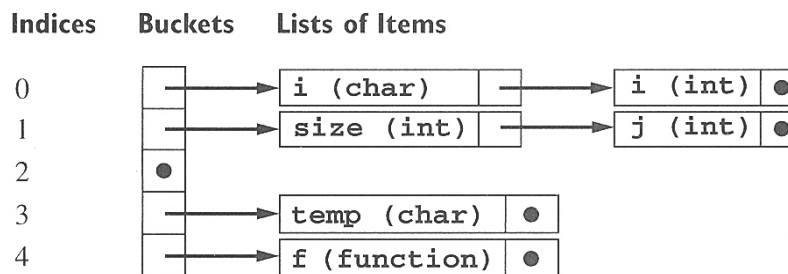 Indices Buckets Lists of Items
0 i (char) i (int)
1 size (int) j (int)
2
3 temp (char)
4 f (function)